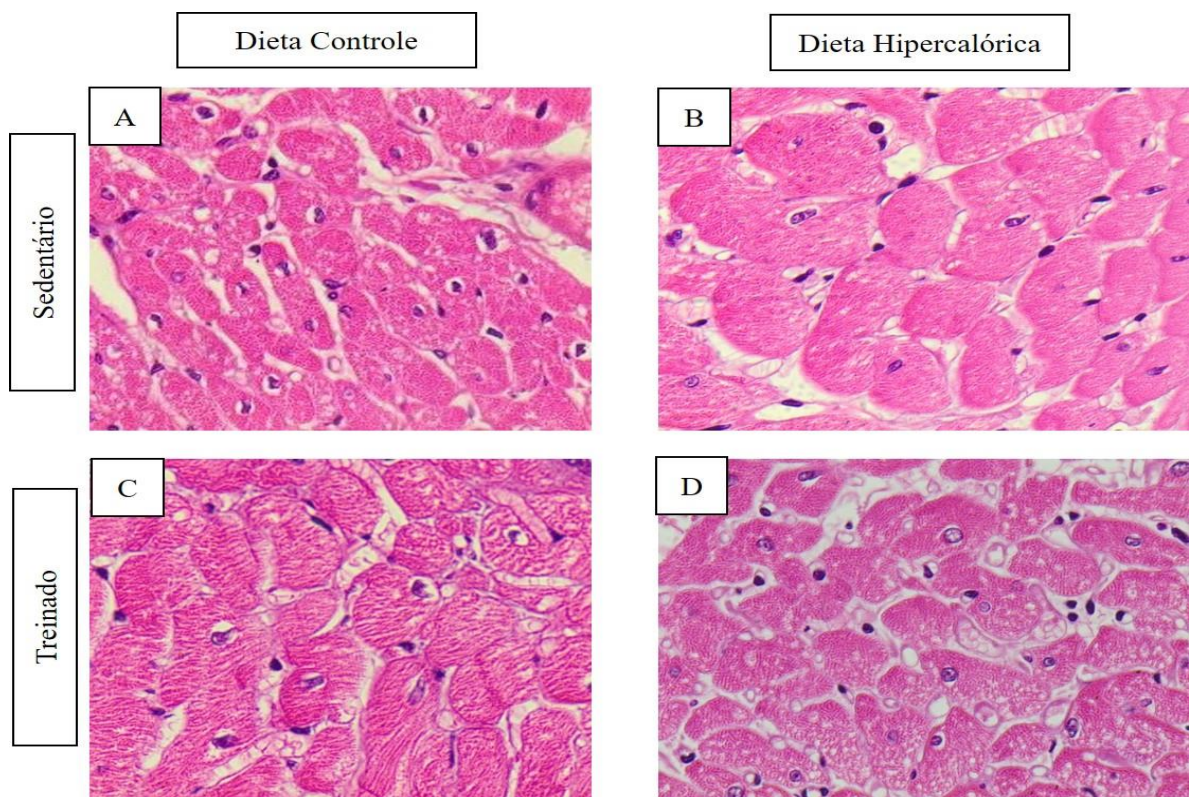 Dieta Controle
Dieta Hipercalórica
Sedentário
A
B
Treinado
C
D